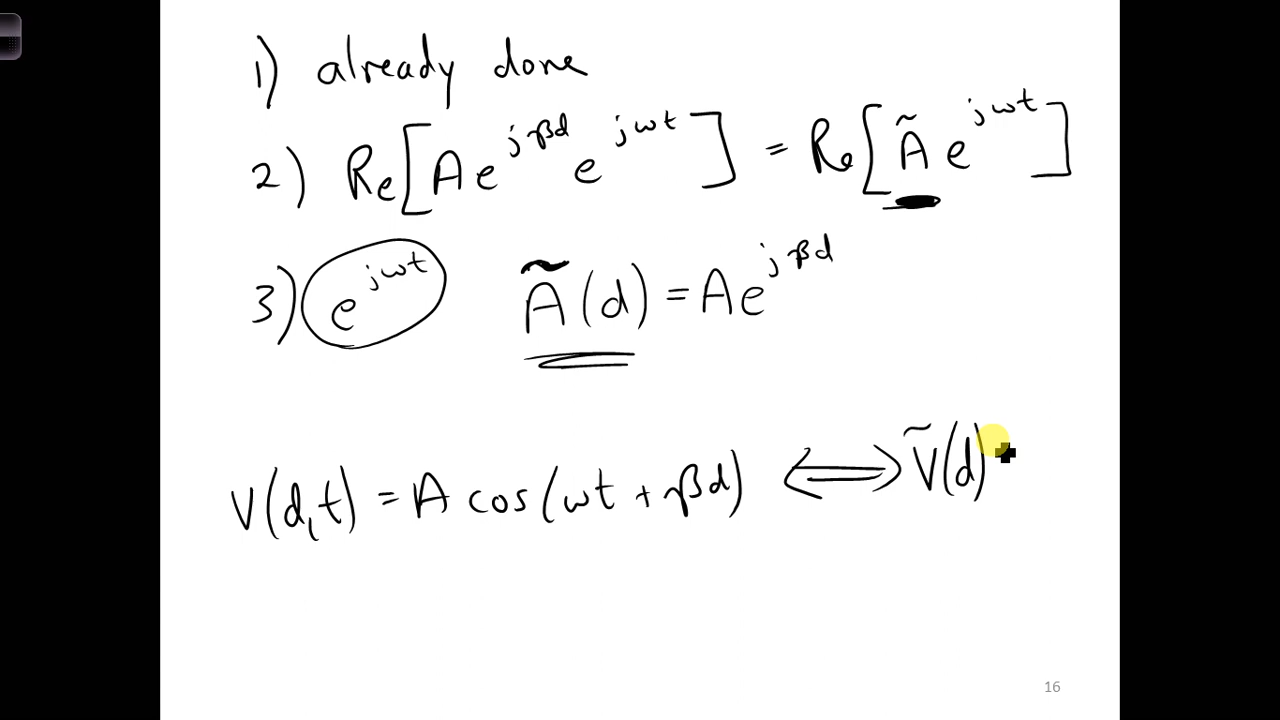 1) already done
2) Re[Ae^{jβd} e^{jωt}] = Re[Ã e^{jωt}]
3) e^{jωt} Ã(d) = Ae^{jβd}
V(d,t) = A cos(ωt + βd) ⟺ Ṽ(d)
16